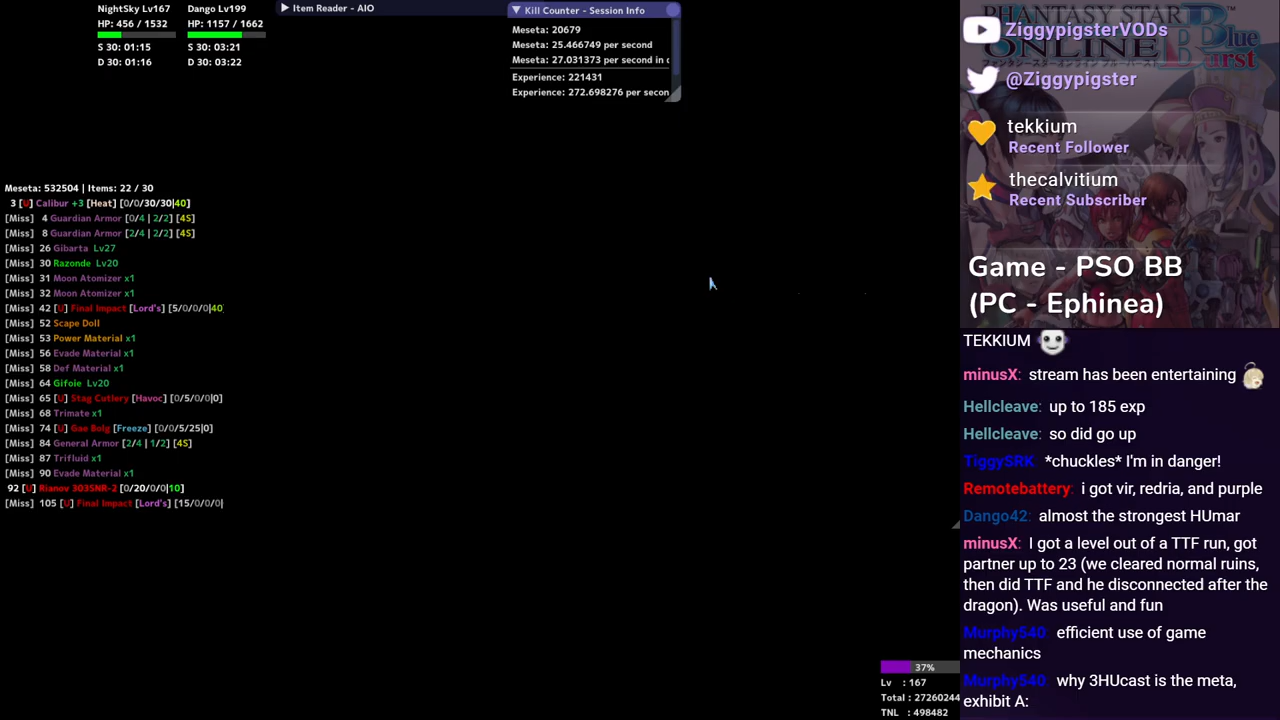 NightSky Lv167
HP: 456 / 1532
S 30: 01:15
D 30: 01:16
Dango Lv199
HP: 1157 / 1662
S 30: 03:21
D 30: 03:22
Item Reader - AIO
Kill Counter - Session Info
Meseta: 20679
Meseta: 25.466749 per second
Meseta: 27.031373 per second in c
Experience: 221431
Experience: 272.698276 per secon
Meseta: 532504 | Items: 22 / 30
3 [U] Calibur +3 [Heat] [0/0/30/30|40]
[Miss] 4 Guardian Armor [0/4 | 2/2] [4S]
[Miss] 8 Guardian Armor [2/4 | 2/2] [4S]
[Miss] 26 Gibarta Lv27
[Miss] 30 Razonde Lv20
[Miss] 31 Moon Atomizer x1
[Miss] 32 Moon Atomizer x1
[Miss] 42 [U] Final Impact [Lord's] [5/0/0/0|40]
[Miss] 52 Scape Doll
[Miss] 53 Power Material x1
[Miss] 56 Evade Material x1
[Miss] 58 Def Material x1
[Miss] 64 Gifoie Lv20
[Miss] 65 [U] Stag Cutlery [Havoc] [0/5/0/0|0]
[Miss] 68 Trimate x1
[Miss] 74 [U] Gae Bolg [Freeze] [0/0/5/25|0]
[Miss] 84 General Armor [2/4 | 1/2] [4S]
[Miss] 87 Trifluid x1
[Miss] 90 Evade Material x1
92 [U] Rianov 303SNR-2 [0/20/0/0|10]
[Miss] 105 [U] Final Impact [Lord's] [15/0/0/0|
37%
Lv : 167
Total : 27260244
TNL : 498482
PHANTASY STAR
ONLINE Blue
Burst
ZiggypigsterVODs
@Ziggypigster
tekkium
Recent Follower
thecalvitium
Recent Subscriber
Game - PSO BB
(PC - Ephinea)
TEKKIUM
minusX: stream has been entertaining
Hellcleave: up to 185 exp
Hellcleave: so did go up
TiggySRK: *chuckles* I'm in danger!
Remotebattery: i got vir, redria, and purple
Dango42: almost the strongest HUmar
minusX: I got a level out of a TTF run, got
partner up to 23 (we cleared normal ruins,
then did TTF and he disconnected after the
dragon). Was useful and fun
Murphy540: efficient use of game
mechanics
Murphy540: why 3HUcast is the meta,
exhibit A: